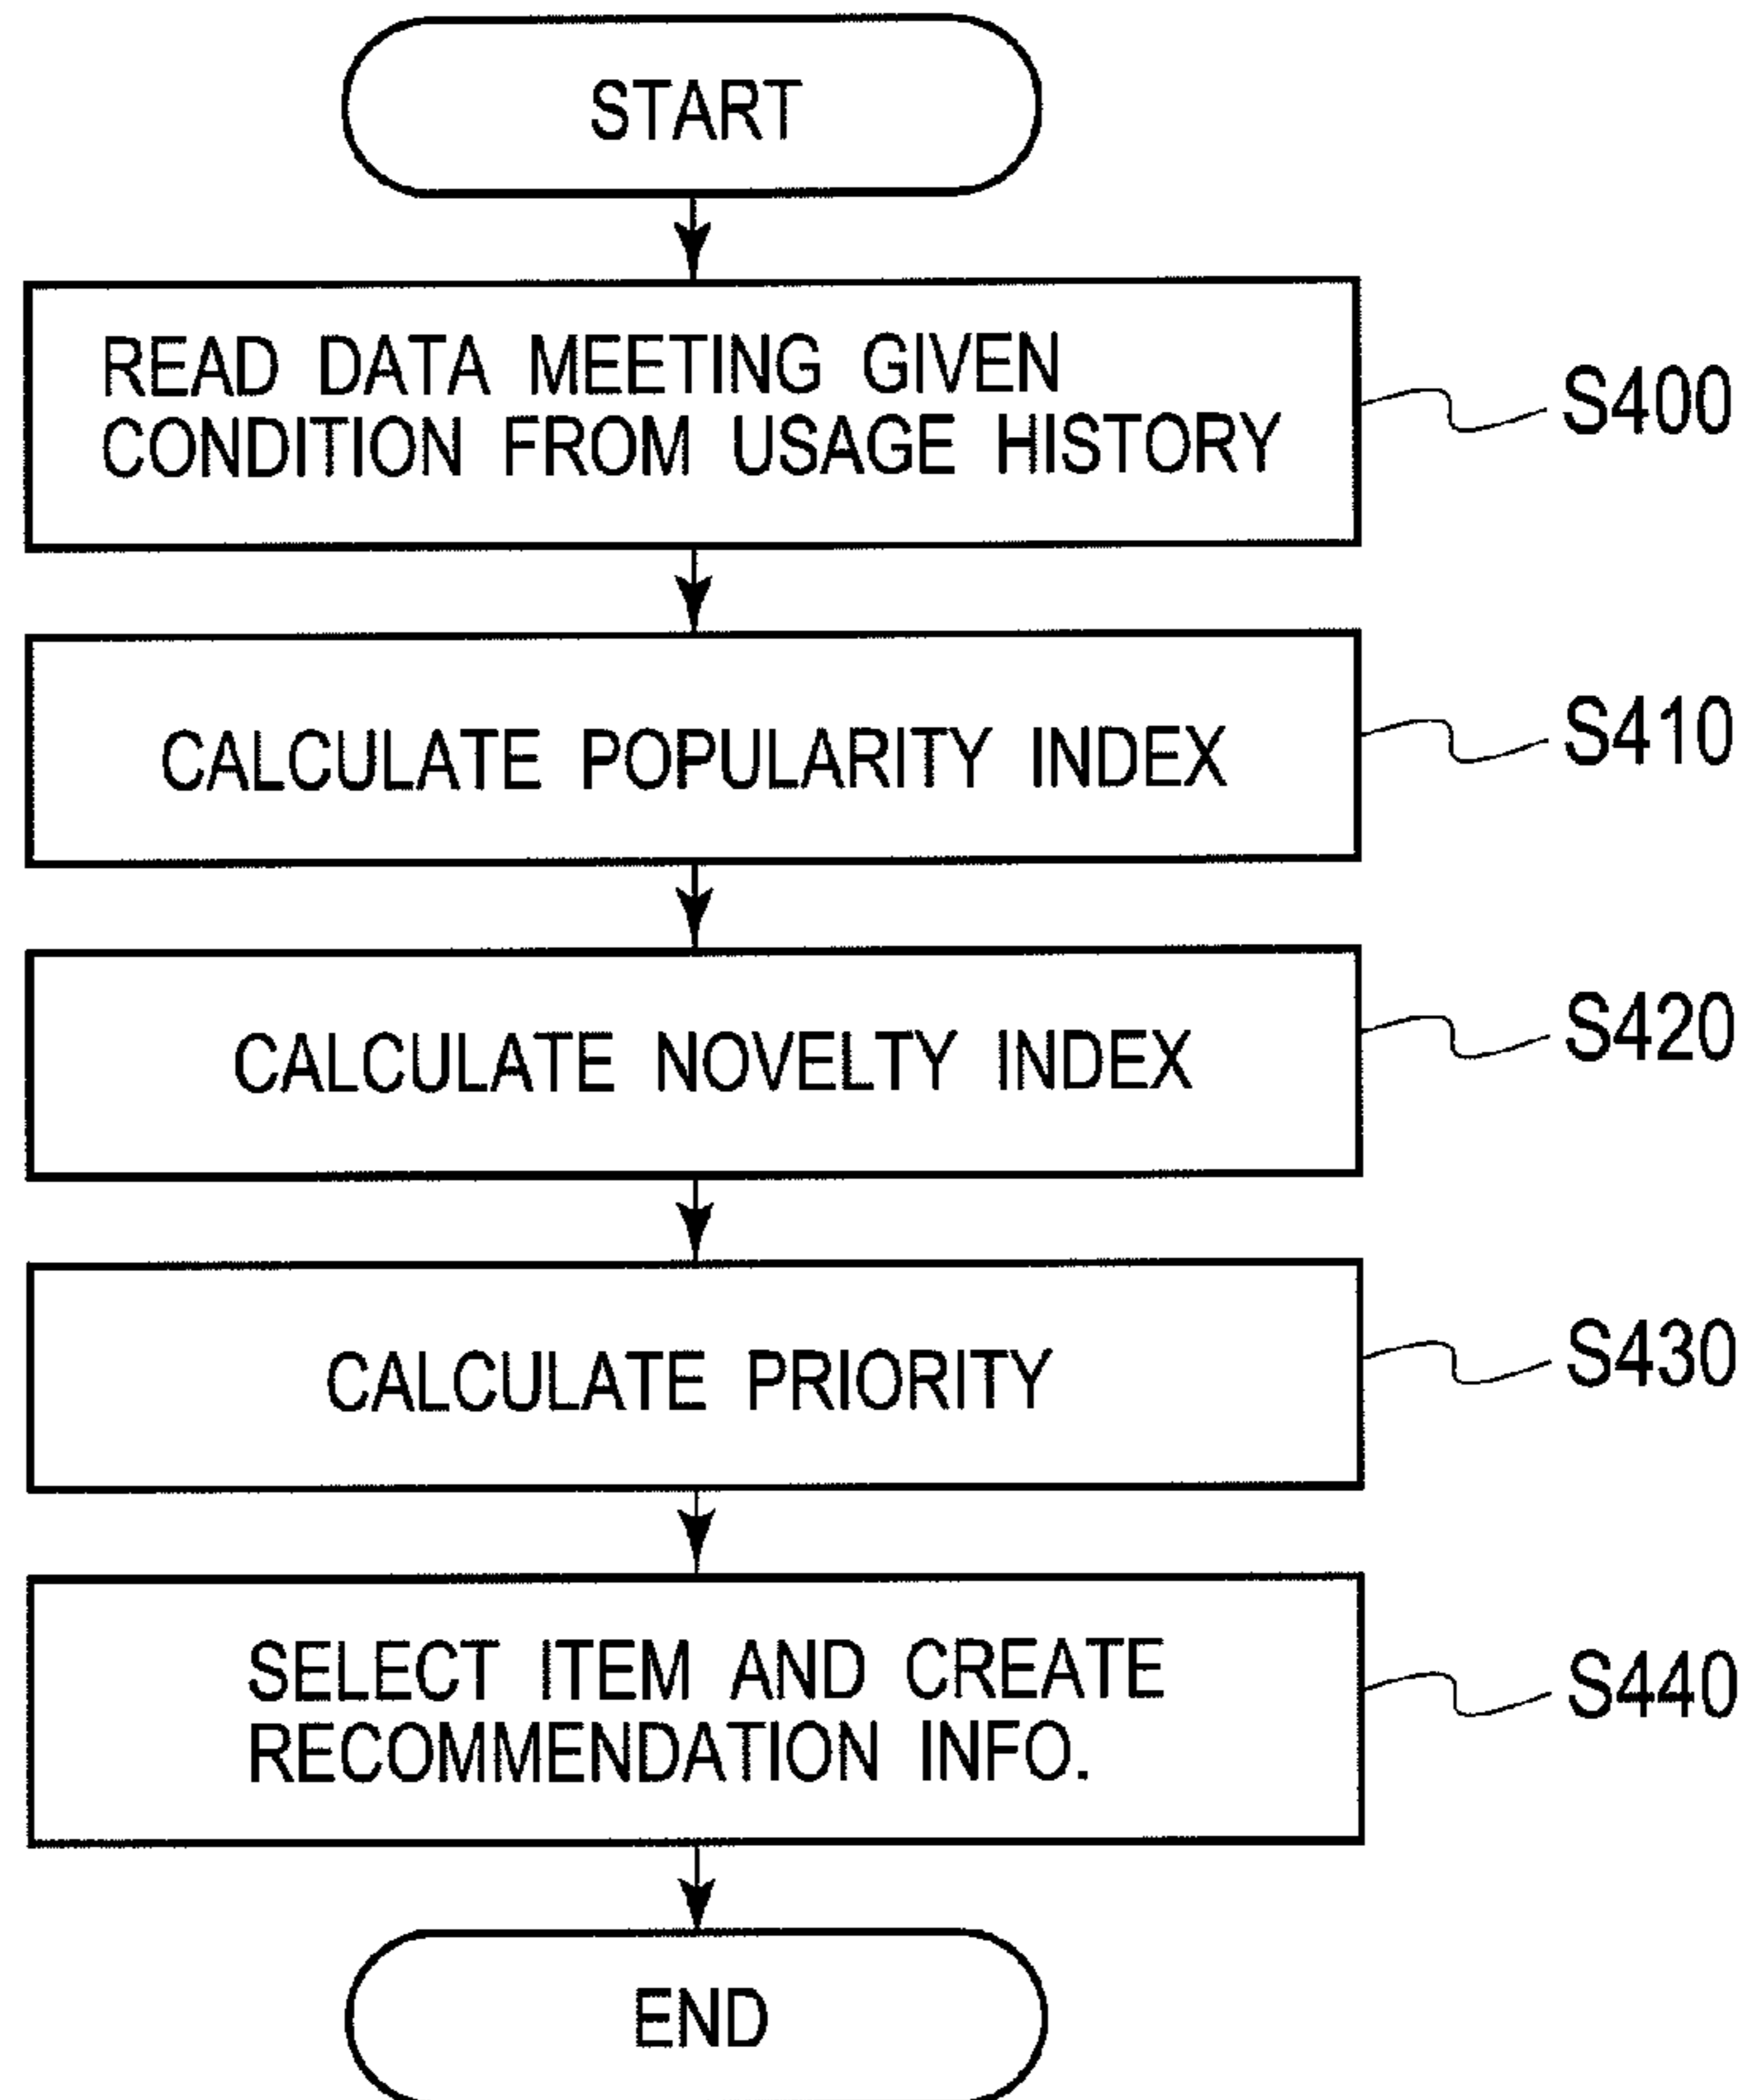 START
READ DATA MEETING GIVEN
CONDITION FROM USAGE HISTORY
S400
CALCULATE POPULARITY INDEX
S410
CALCULATE NOVELTY INDEX
S420
CALCULATE PRIORITY
S430
SELECT ITEM AND CREATE
RECOMMENDATION INFO.
S440
END